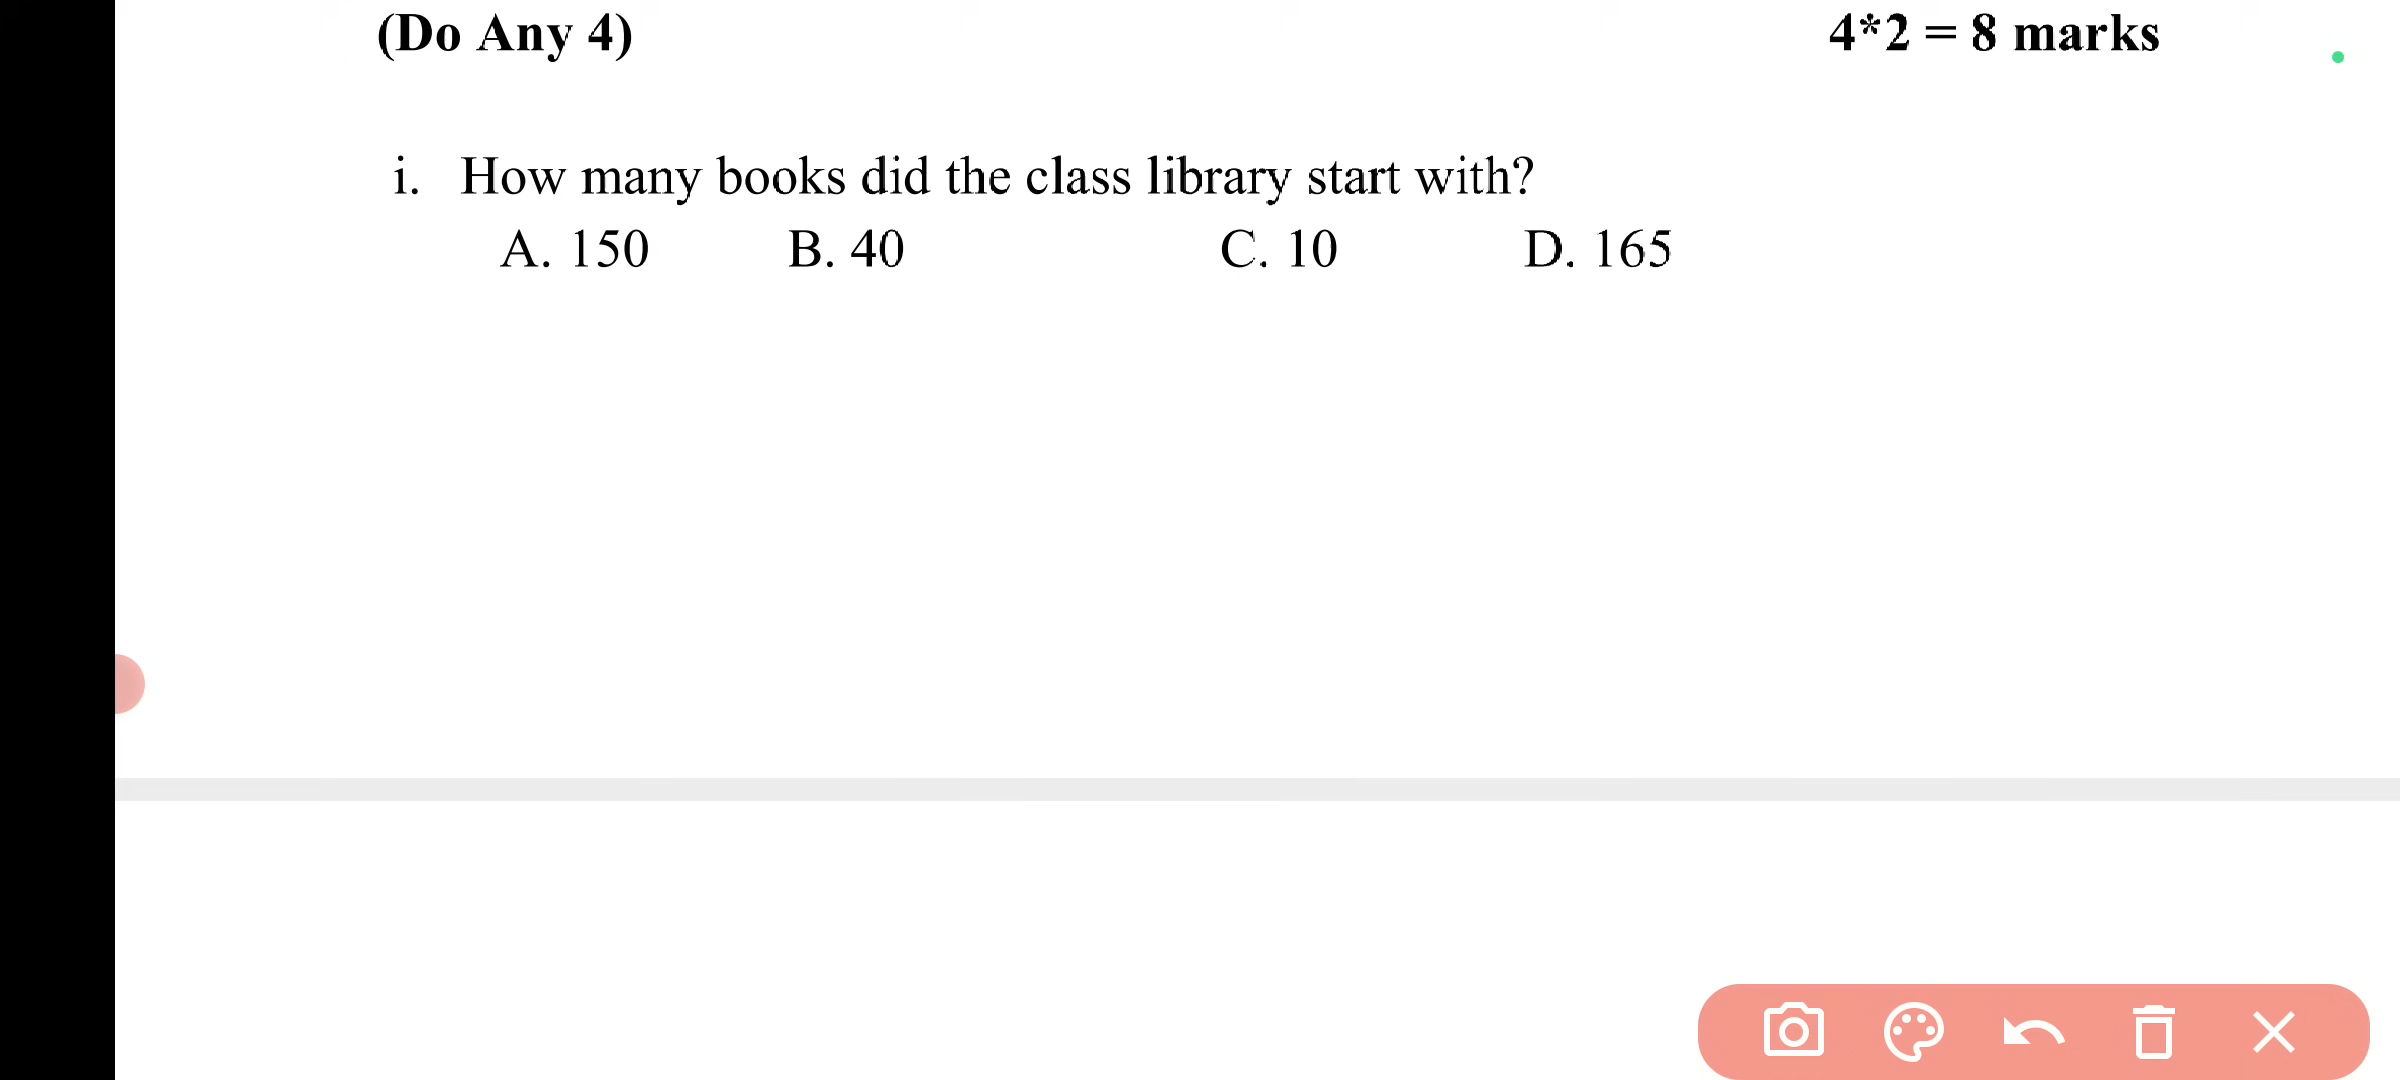 (Do Any 4) 4*2 = 8 marks
i. How many books did the class library start with?
A. 150 B. 40 C. 10 D. 165